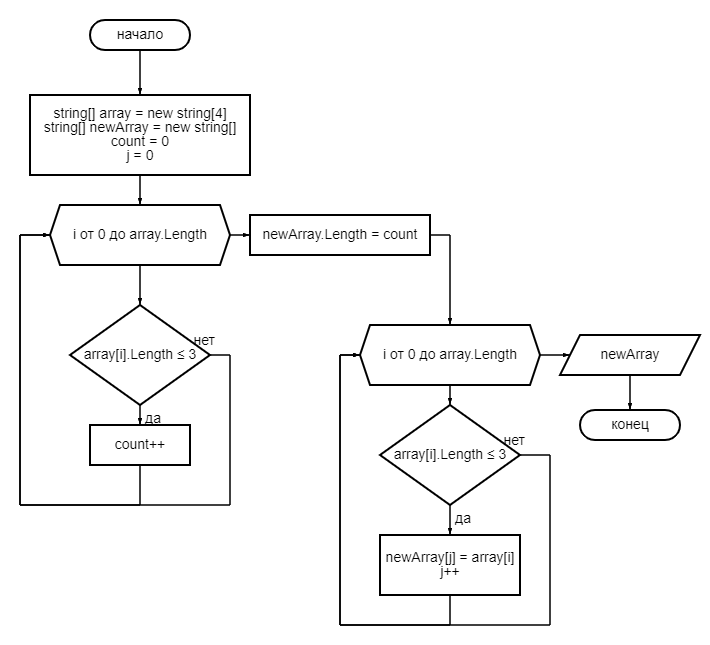 начало
string[] array = new string[4]
string[] newArray = new string[]
count = 0
j = 0
i от 0 до array.Length
newArray.Length = count
array[i].Length ≤ 3
нет
да
count++
i от 0 до array.Length
newArray
конец
array[i].Length ≤ 3
нет
да
newArray[j] = array[i]
j++